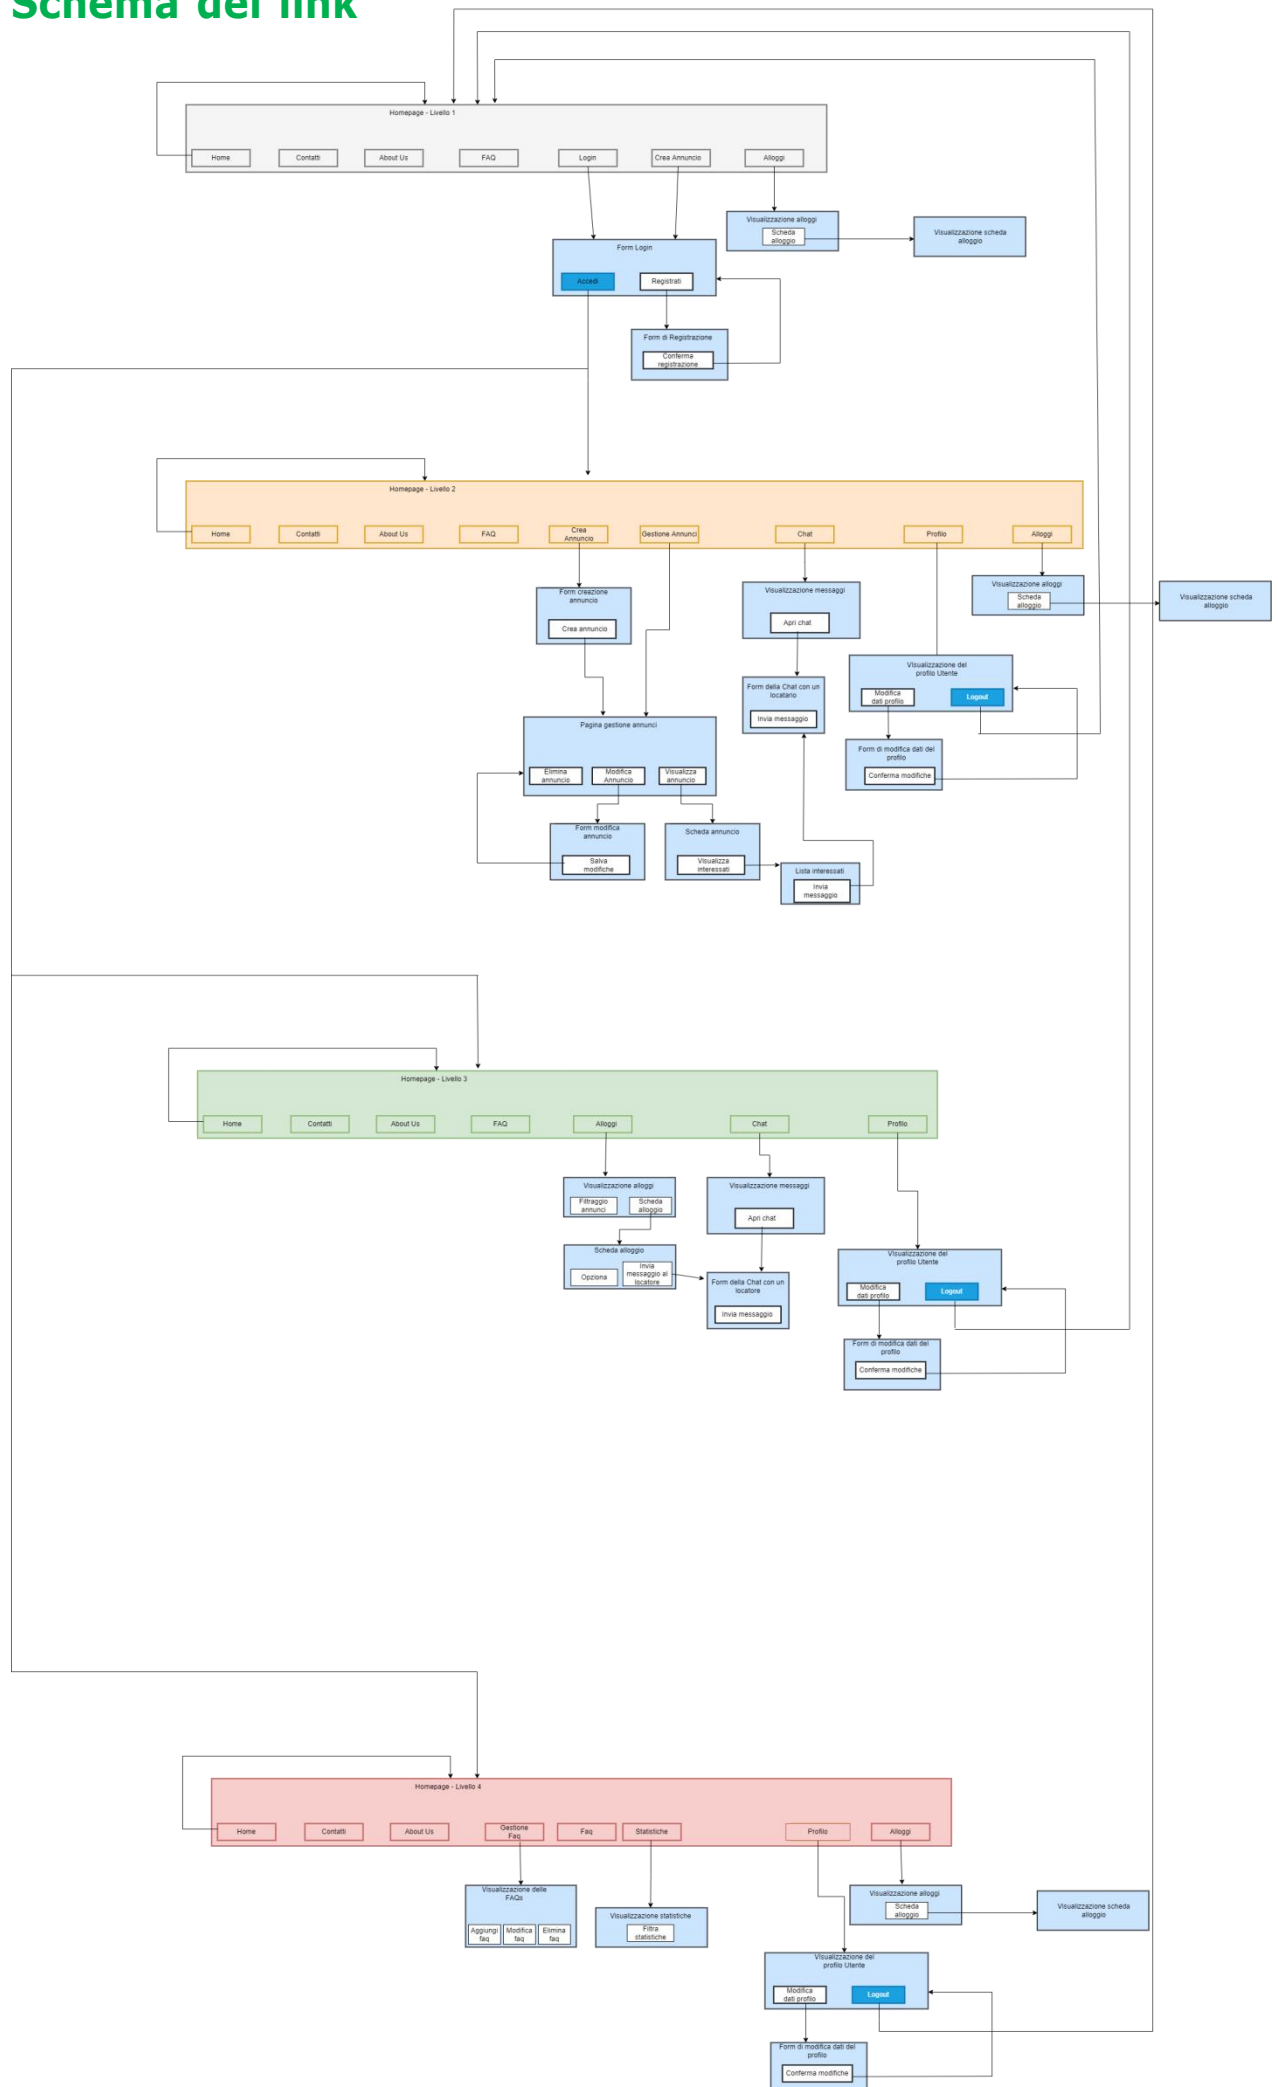 Schema dei link
Homepage - Livello 1
Home
Contatti
About Us
FAQ
Login
Crea Annuncio
Alloggi
Visualizzazione alloggi
Scheda
alloggio
Visualizzazione scheda
alloggio
Form Login
Accedi
Registrati
Form di Registrazione
Conferma
registrazione
Homepage - Livello 2
Home
Contatti
About Us
FAQ
Crea
Annuncio
Gestione Annunci
Chat
Profilo
Alloggi
Form creazione
annuncio
Crea annuncio
Visualizzazione messaggi
Apri chat
Visualizzazione alloggi
Scheda
alloggio
Visualizzazione scheda
alloggio
Form della Chat con un
locatario
Invia messaggio
Visualizzazione del
profilo Utente
Modifica
dati profilo
Logout
Pagina gestione annunci
Elimina
annuncio
Modifica
Annuncio
Visualizza
annuncio
Form di modifica dati del
profilo
Conferma modifiche
Form modifica
annuncio
Salva
modifiche
Scheda annuncio
Visualizza
interessati
Lista interessati
Invia
messaggio
Homepage - Livello 3
Home
Contatti
About Us
FAQ
Alloggi
Chat
Profilo
Visualizzazione alloggi
Filtraggio
annunci
Scheda
alloggio
Visualizzazione messaggi
Apri chat
Scheda alloggio
Opziona
Invia
messaggio al
locatore
Form della Chat con un
locatore
Invia messaggio
Visualizzazione del
profilo Utente
Modifica
dati profilo
Logout
Form di modifica dati del
profilo
Conferma modifiche
Homepage - Livello 4
Home
Contatti
About Us
Gestione
Faq
Faq
Statistiche
Profilo
Alloggi
Visualizzazione delle
FAQs
Aggiungi
faq
Modifica
faq
Elimina
faq
Visualizzazione statistiche
Filtra
statistiche
Visualizzazione alloggi
Scheda
alloggio
Visualizzazione scheda
alloggio
Visualizzazione del
profilo Utente
Modifica
dati profilo
Logout
Form di modifica dati del
profilo
Conferma modifiche